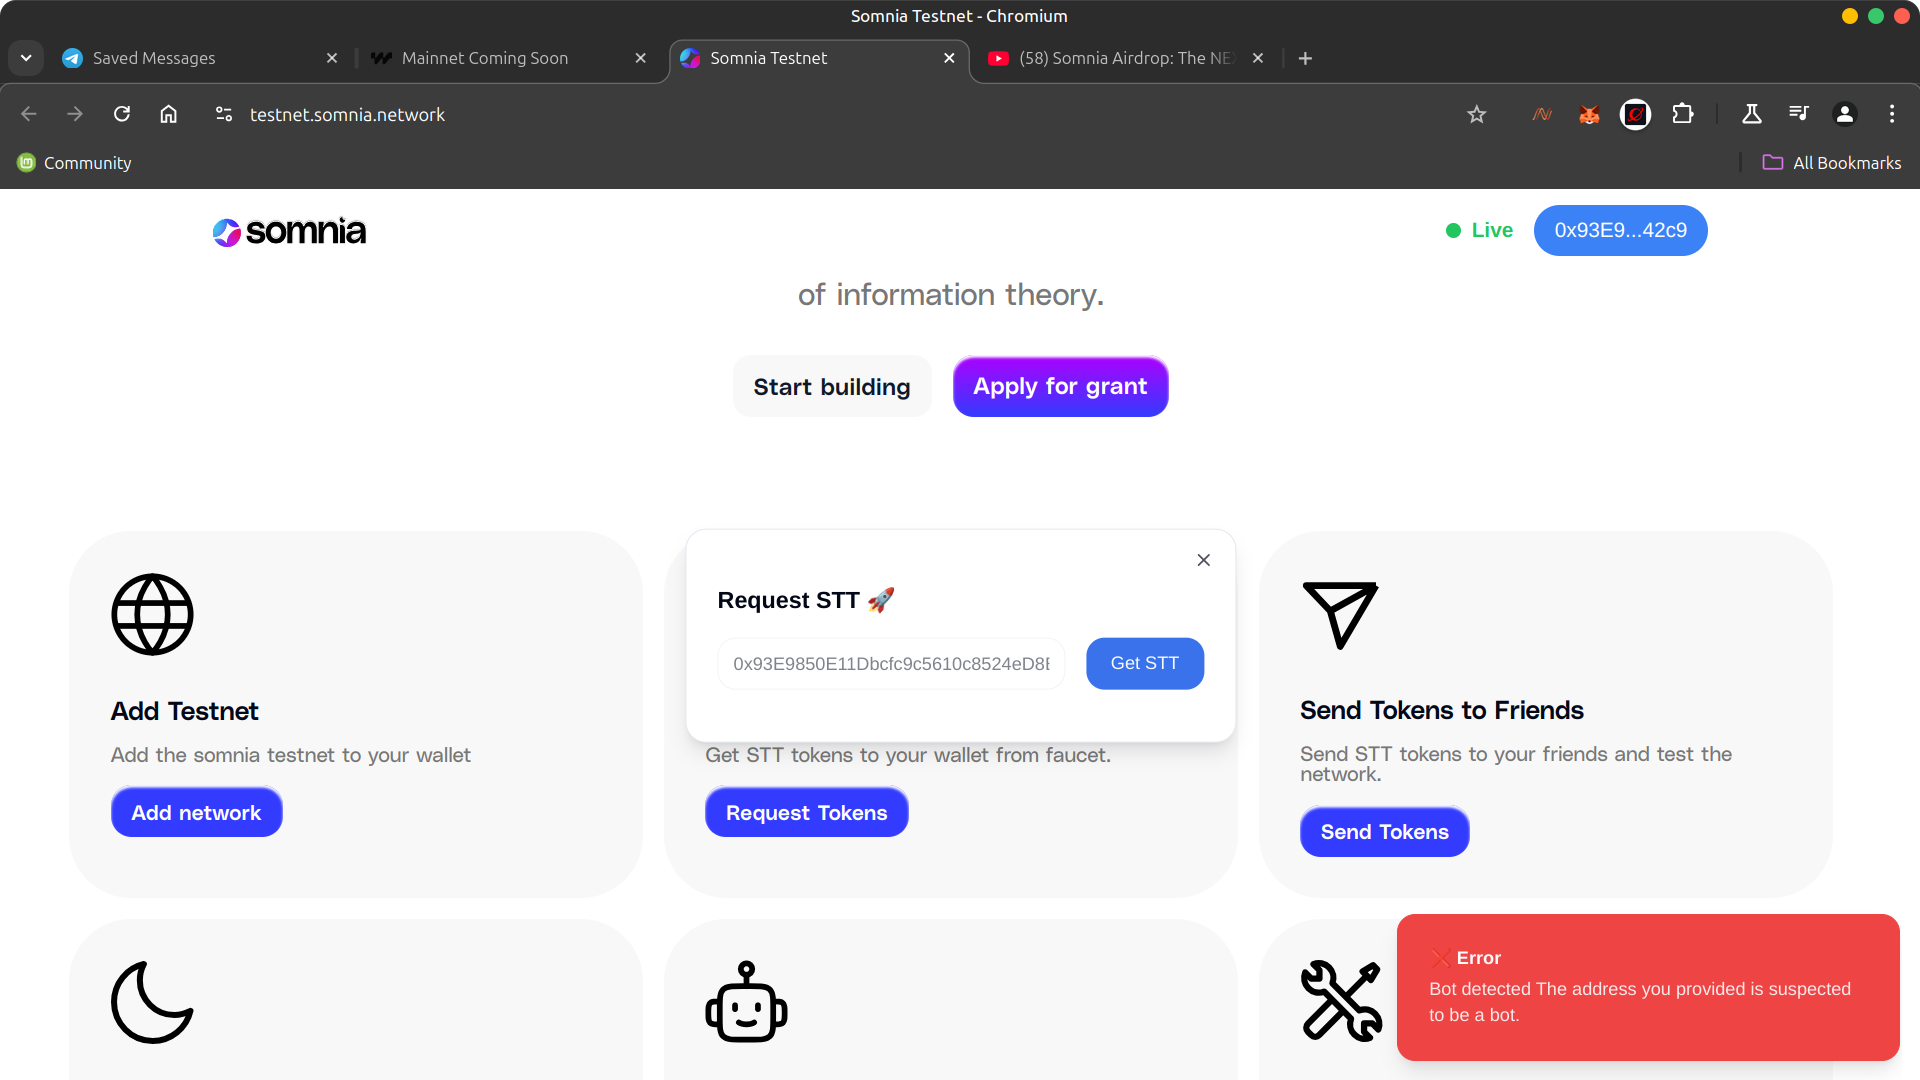 Somnia Testnet - Chromium
Saved Messages
Mainnet Coming Soon
Somnia Testnet
(58) Somnia Airdrop: The NE
testnet.somnia.network
Community
All Bookmarks
somnia
Live
0x93E9...42c9
of information theory.
Start building
Apply for grant
Request STT 🚀
0x93E9850E11Dbcfc9c5610c8524eD8
Get STT
Add Testnet
Add the somnia testnet to your wallet
Add network
Get STT tokens to your wallet from faucet.
Request Tokens
Send Tokens to Friends
Send STT tokens to your friends and test the
network.
Send Tokens
❌ Error
Bot detected The address you provided is suspected
to be a bot.